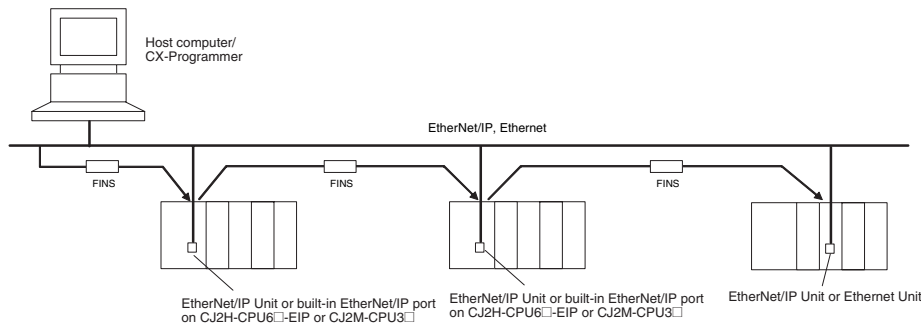 Host computer/
CX-Programmer
EtherNet/IP, Ethernet
FINS
FINS
FINS
EtherNet/IP Unit or built-in EtherNet/IP port
on CJ2H-CPU6□-EIP or CJ2M-CPU3□
EtherNet/IP Unit or built-in EtherNet/IP port
on CJ2H-CPU6□-EIP or CJ2M-CPU3□
EtherNet/IP Unit or Ethernet Unit